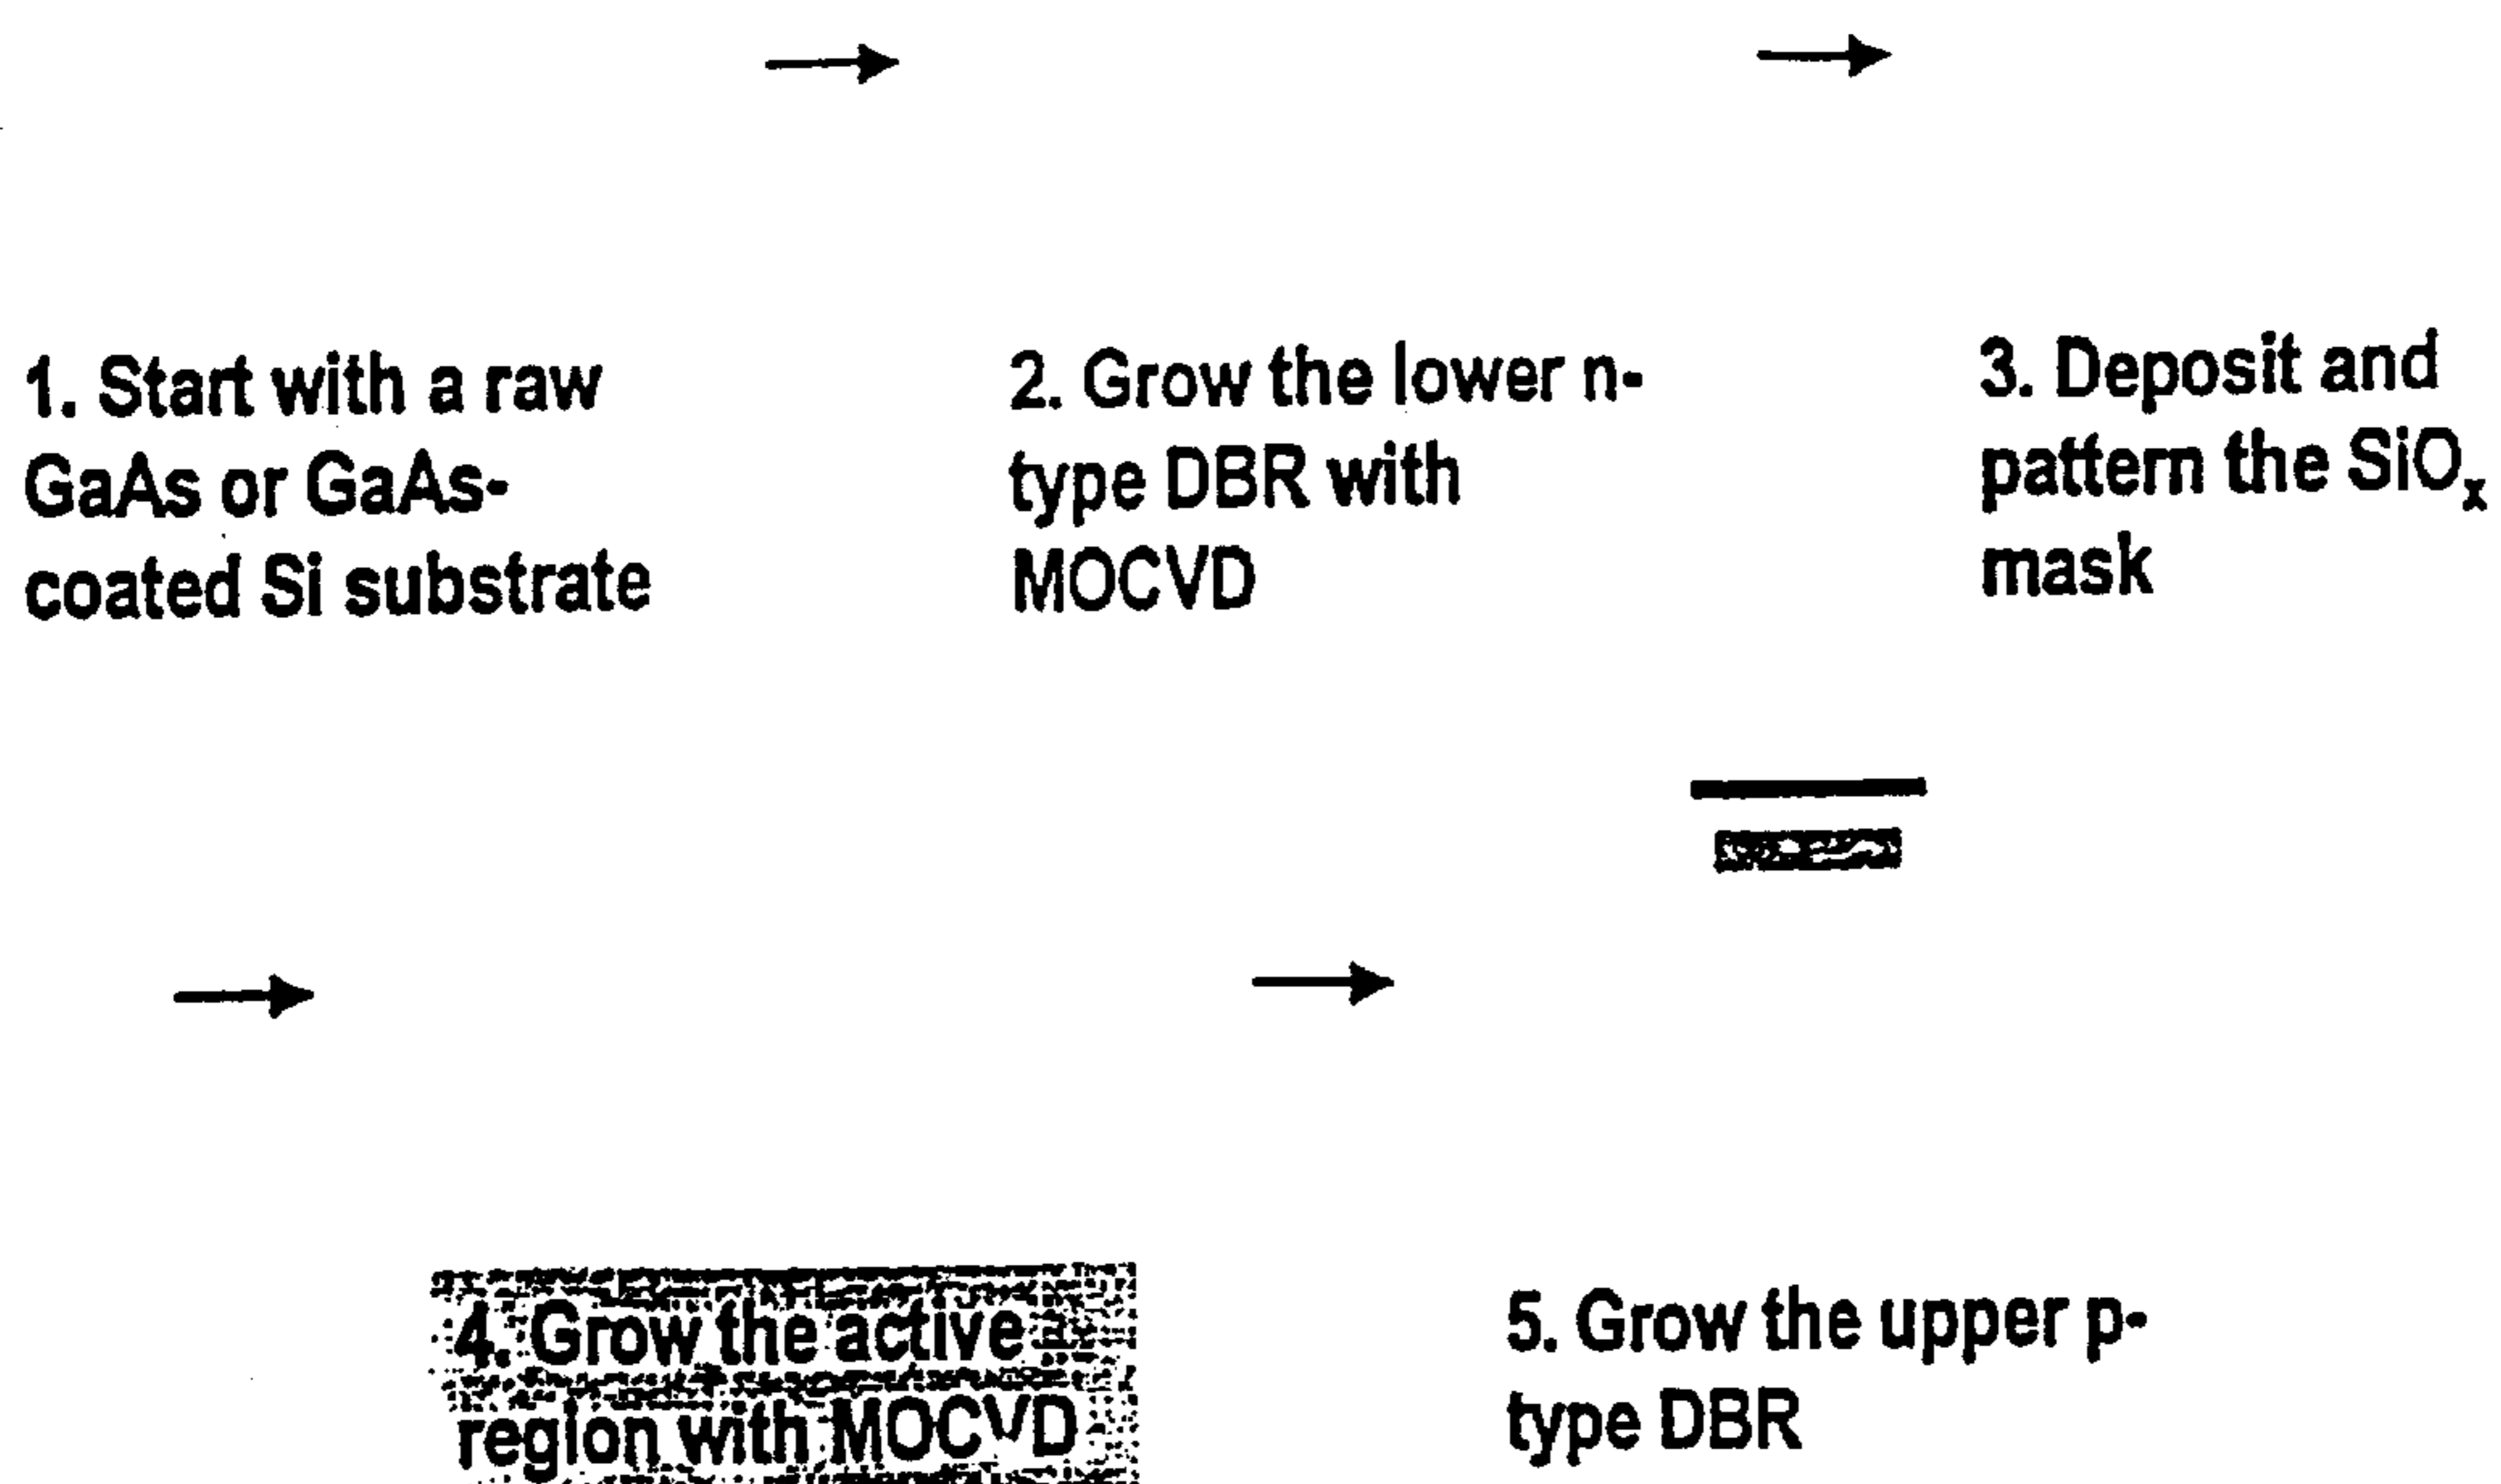 1. Start with a raw
GaAs or GaAs-
coated Si substrate
2. Grow the lower n-
type DBR with
MOCVD
3. Deposit and
pattern the SiOₓ
mask
4. Grow the active
region with MOCVD
5. Grow the upper p-
type DBR